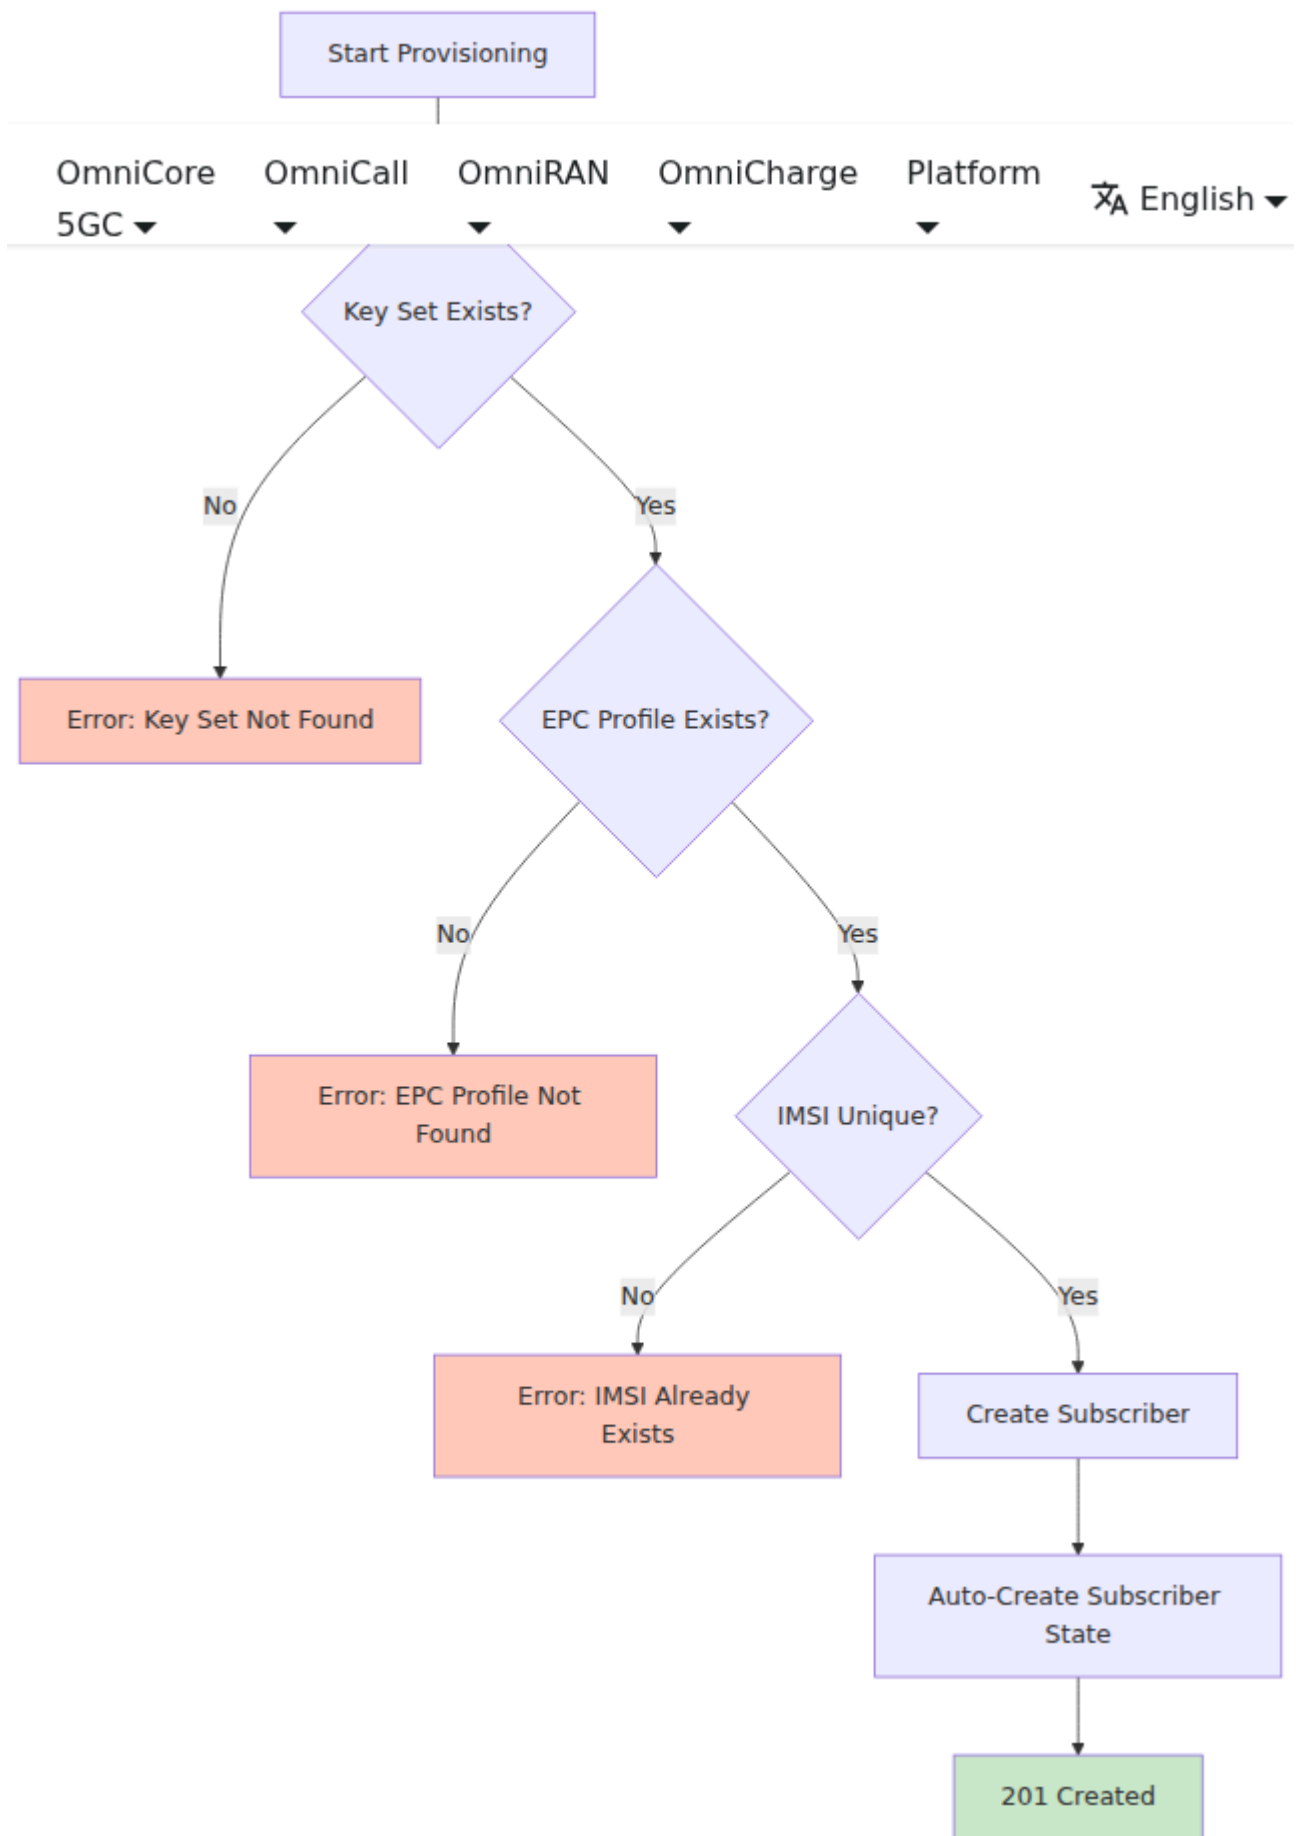 Start Provisioning
OmniCore OmniCall OmniRAN OmniCharge Platform
5GC
English
Key Set Exists?
No
Yes
Error: Key Set Not Found
EPC Profile Exists?
No
Yes
Error: EPC Profile Not
Found
IMSI Unique?
No
Yes
Error: IMSI Already
Exists
Create Subscriber
Auto-Create Subscriber
State
201 Created